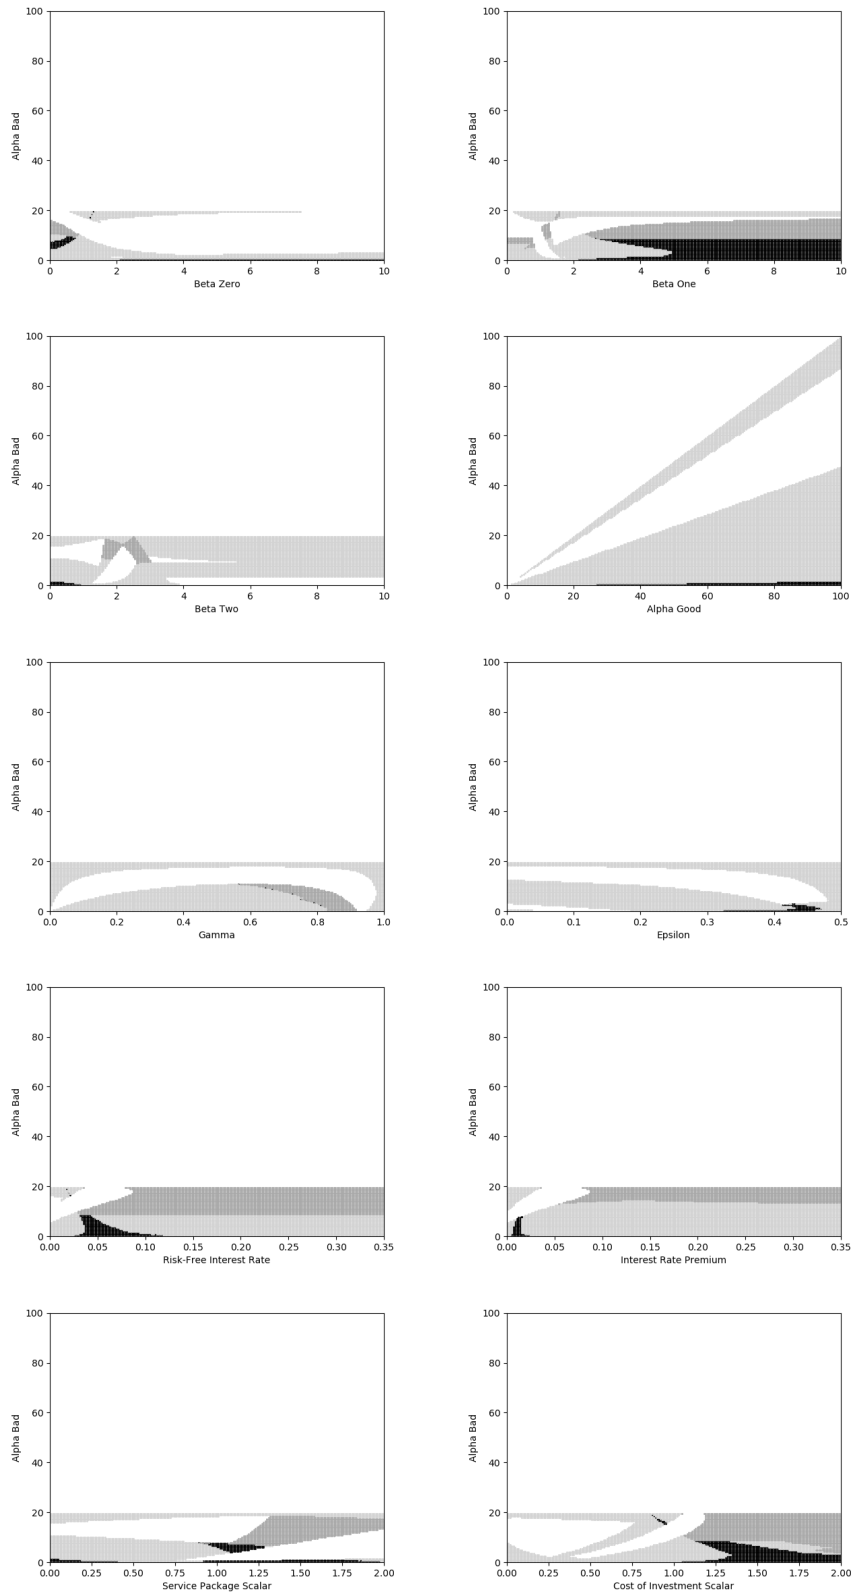 100
80
60
40
20
0
Alpha Bad
0 2 4 6 8 10
Beta Zero
100
80
60
40
20
0
Alpha Bad
0 2 4 6 8 10
Beta One
100
80
60
40
20
0
Alpha Bad
0 2 4 6 8 10
Beta Two
100
80
60
40
20
0
Alpha Bad
0 20 40 60 80 100
Alpha Good
100
80
60
40
20
0
Alpha Bad
0.0 0.2 0.4 0.6 0.8 1.0
Gamma
100
80
60
40
20
0
Alpha Bad
0.0 0.1 0.2 0.3 0.4 0.5
Epsilon
100
80
60
40
20
0
Alpha Bad
0.00 0.05 0.10 0.15 0.20 0.25 0.30 0.35
Risk-Free Interest Rate
100
80
60
40
20
0
Alpha Bad
0.00 0.05 0.10 0.15 0.20 0.25 0.30 0.35
Interest Rate Premium
100
80
60
40
20
0
Alpha Bad
0.00 0.25 0.50 0.75 1.00 1.25 1.50 1.75 2.00
Service Package Scalar
100
80
60
40
20
0
Alpha Bad
0.00 0.25 0.50 0.75 1.00 1.25 1.50 1.75 2.00
Cost of Investment Scalar